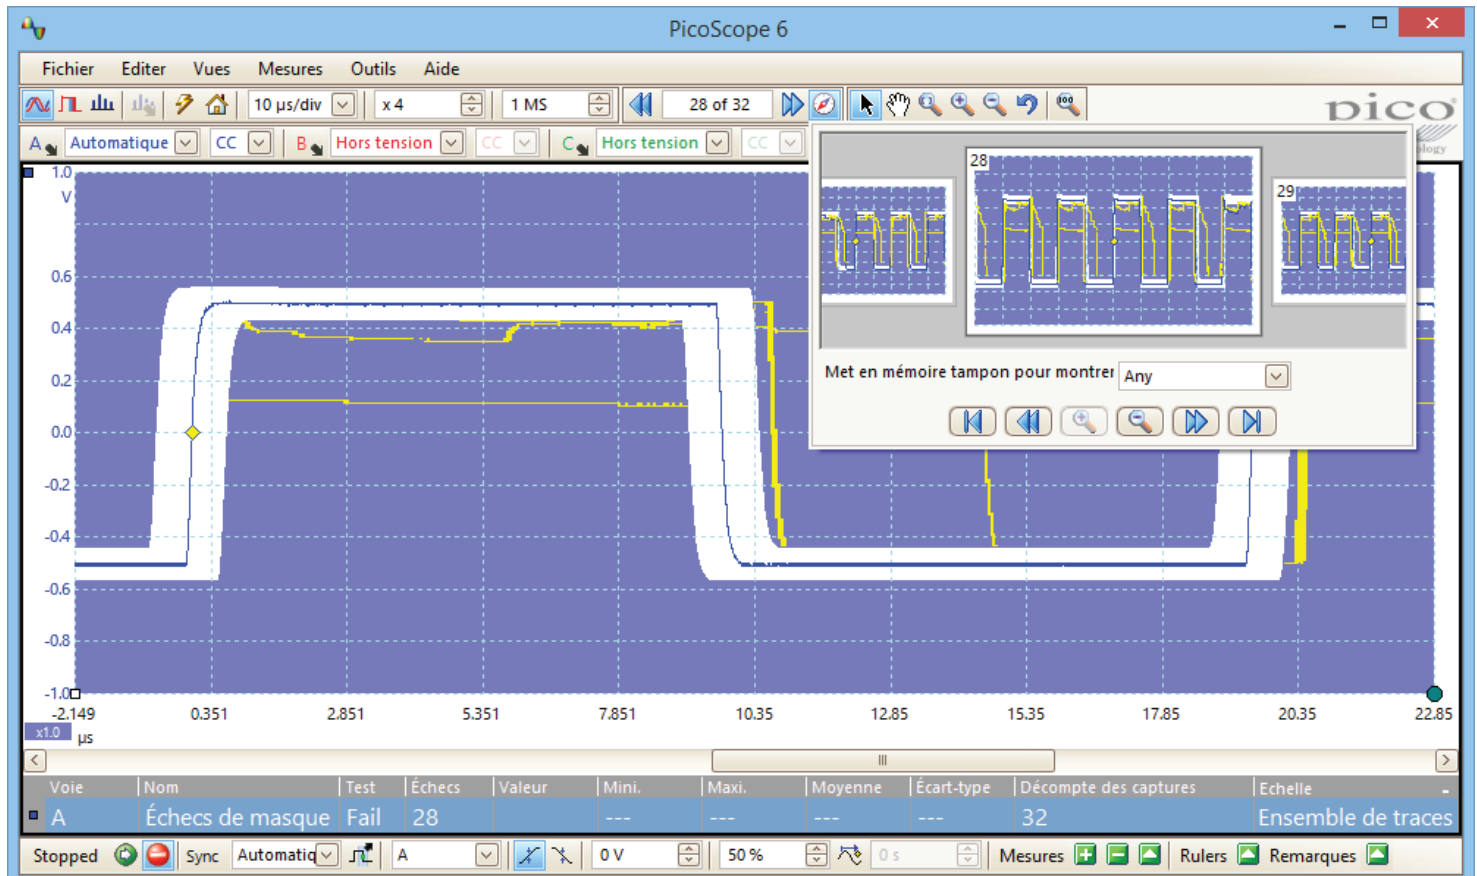 PicoScope 6
Fichier Editer Vues Mesures Outils Aide
10 µs/div x 4 1 MS 28 of 32
pico
A Automatique CC B Hors tension CC C Hors tension CC
ology
1.0
V
0.6
0.4
0.2
0.0
-0.2
-0.4
-0.6
-0.8
-1.0
-2.149 0.351 2.851 5.351 7.851 10.35 12.85 15.35 17.85 20.35 22.85
x1.0 µs
28
29
Met en mémoire tampon pour montrer Any
Voie Nom Test Échecs Valeur Mini. Maxi. Moyenne Écart-type Décompte des captures Echelle
A Échecs de masque Fail 28 --- --- --- --- 32 Ensemble de traces
Stopped Sync Automatiq A 0 V 50 % 0 s Mesures Rulers Remarques